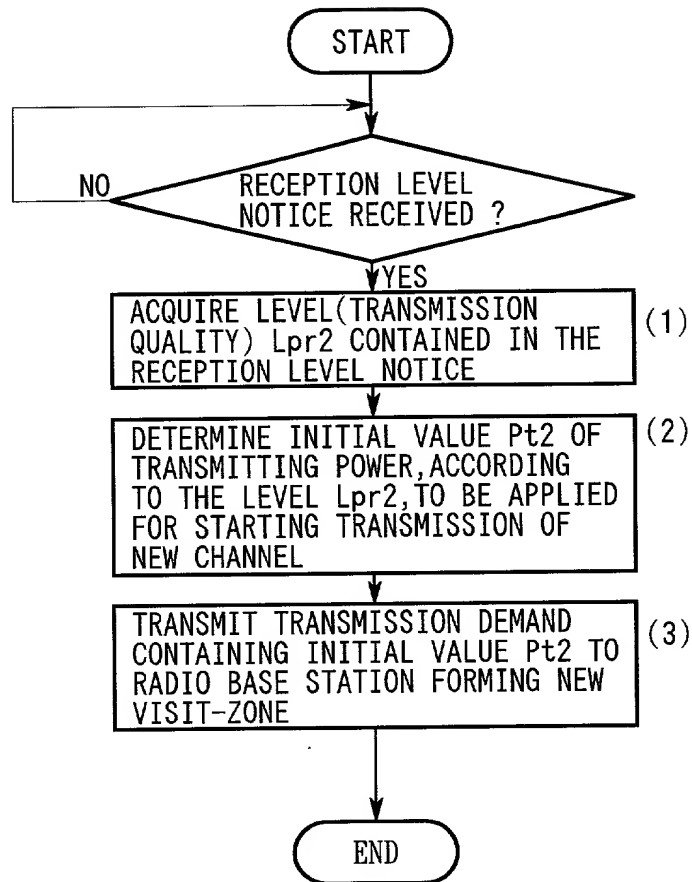 START
RECEPTION LEVEL
NOTICE RECEIVED ?
NO
YES
ACQUIRE LEVEL(TRANSMISSION
QUALITY) Lpr2 CONTAINED IN THE
RECEPTION LEVEL NOTICE
(1)
DETERMINE INITIAL VALUE Pt2 OF
TRANSMITTING POWER,ACCORDING
TO THE LEVEL Lpr2,TO BE APPLIED
FOR STARTING TRANSMISSION OF
NEW CHANNEL
(2)
TRANSMIT TRANSMISSION DEMAND
CONTAINING INITIAL VALUE Pt2 TO
RADIO BASE STATION FORMING NEW
VISIT-ZONE
(3)
END